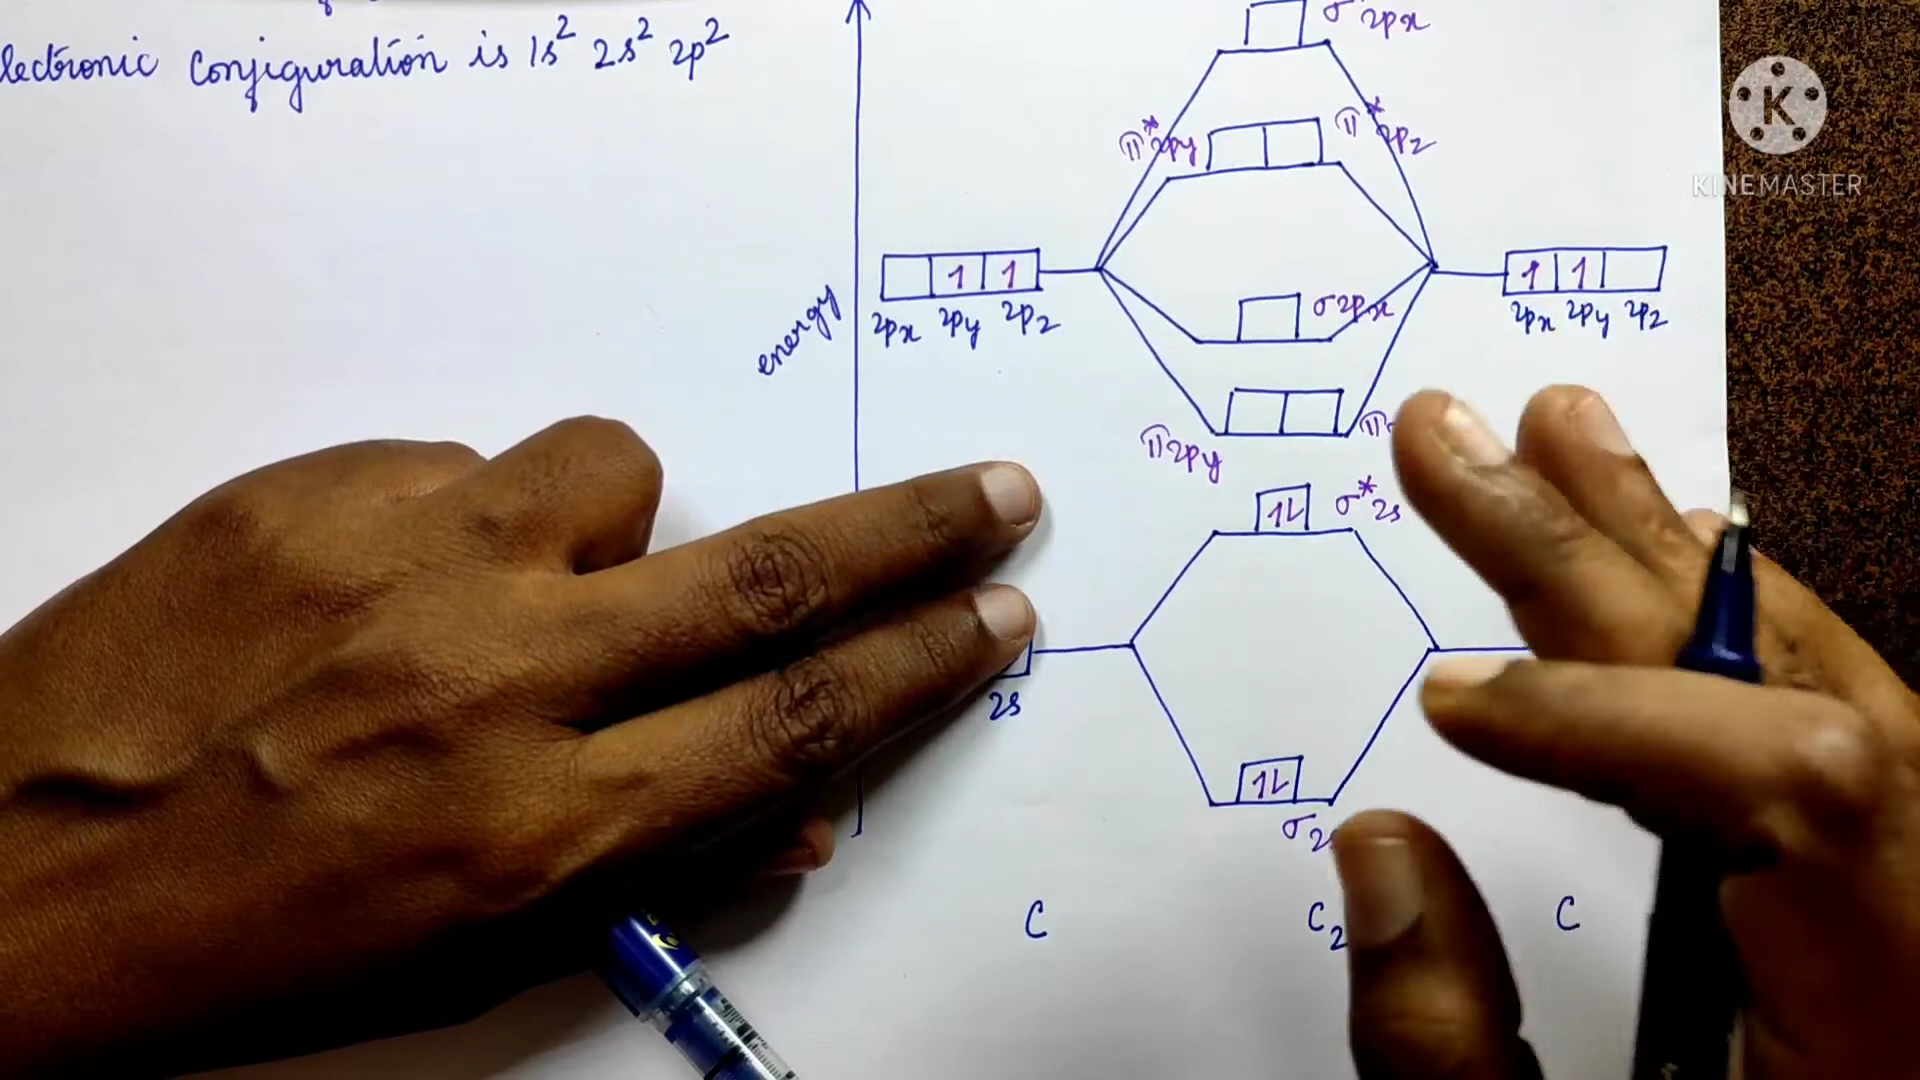 lectronic configuration is 1s² 2s² 2p²
σ* 2px
π*2py π*2pz
K
KINEMASTER
1 1
2px 2py 2pz
1 1
2px 2py 2pz
energy
σ2px
π2py π
1L σ*2s
2s
1L
σ2s
C C2 C